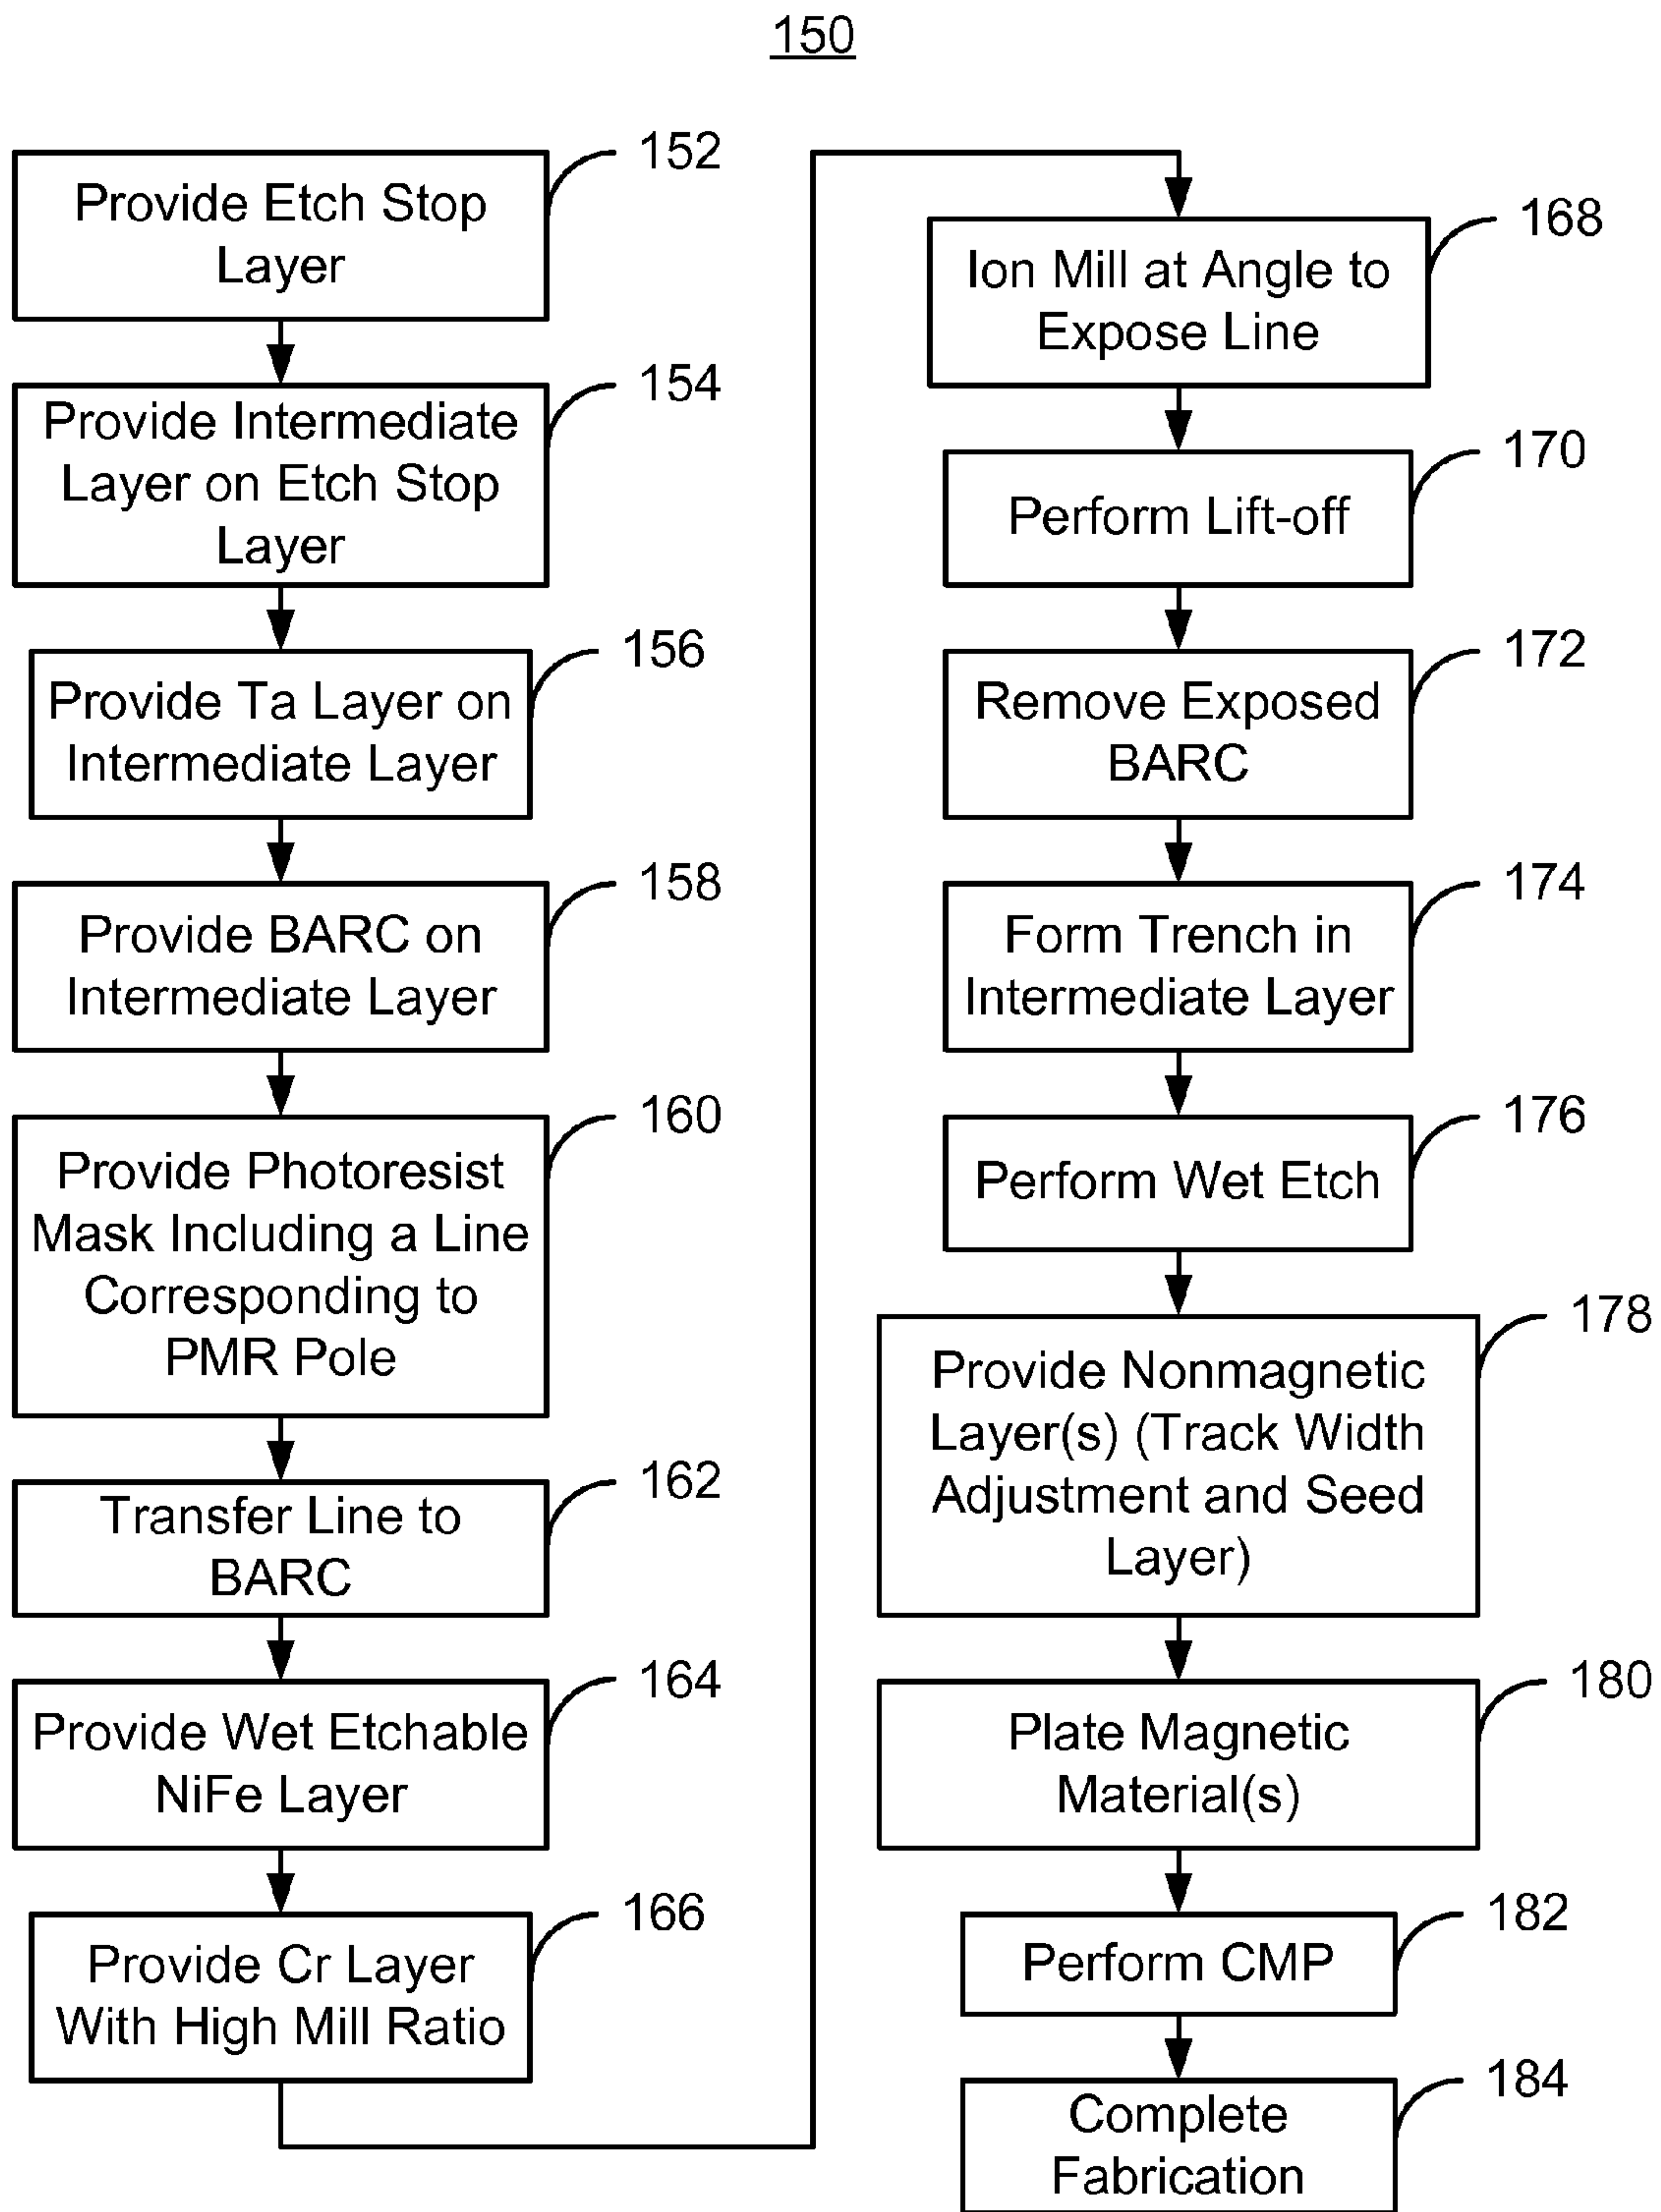 150
152
Provide Etch Stop
Layer
154
Provide Intermediate
Layer on Etch Stop
Layer
156
Provide Ta Layer on
Intermediate Layer
158
Provide BARC on
Intermediate Layer
160
Provide Photoresist
Mask Including a Line
Corresponding to
PMR Pole
162
Transfer Line to
BARC
164
Provide Wet Etchable
NiFe Layer
166
Provide Cr Layer
With High Mill Ratio
168
Ion Mill at Angle to
Expose Line
170
Perform Lift-off
172
Remove Exposed
BARC
174
Form Trench in
Intermediate Layer
176
Perform Wet Etch
178
Provide Nonmagnetic
Layer(s) (Track Width
Adjustment and Seed
Layer)
180
Plate Magnetic
Material(s)
182
Perform CMP
184
Complete
Fabrication